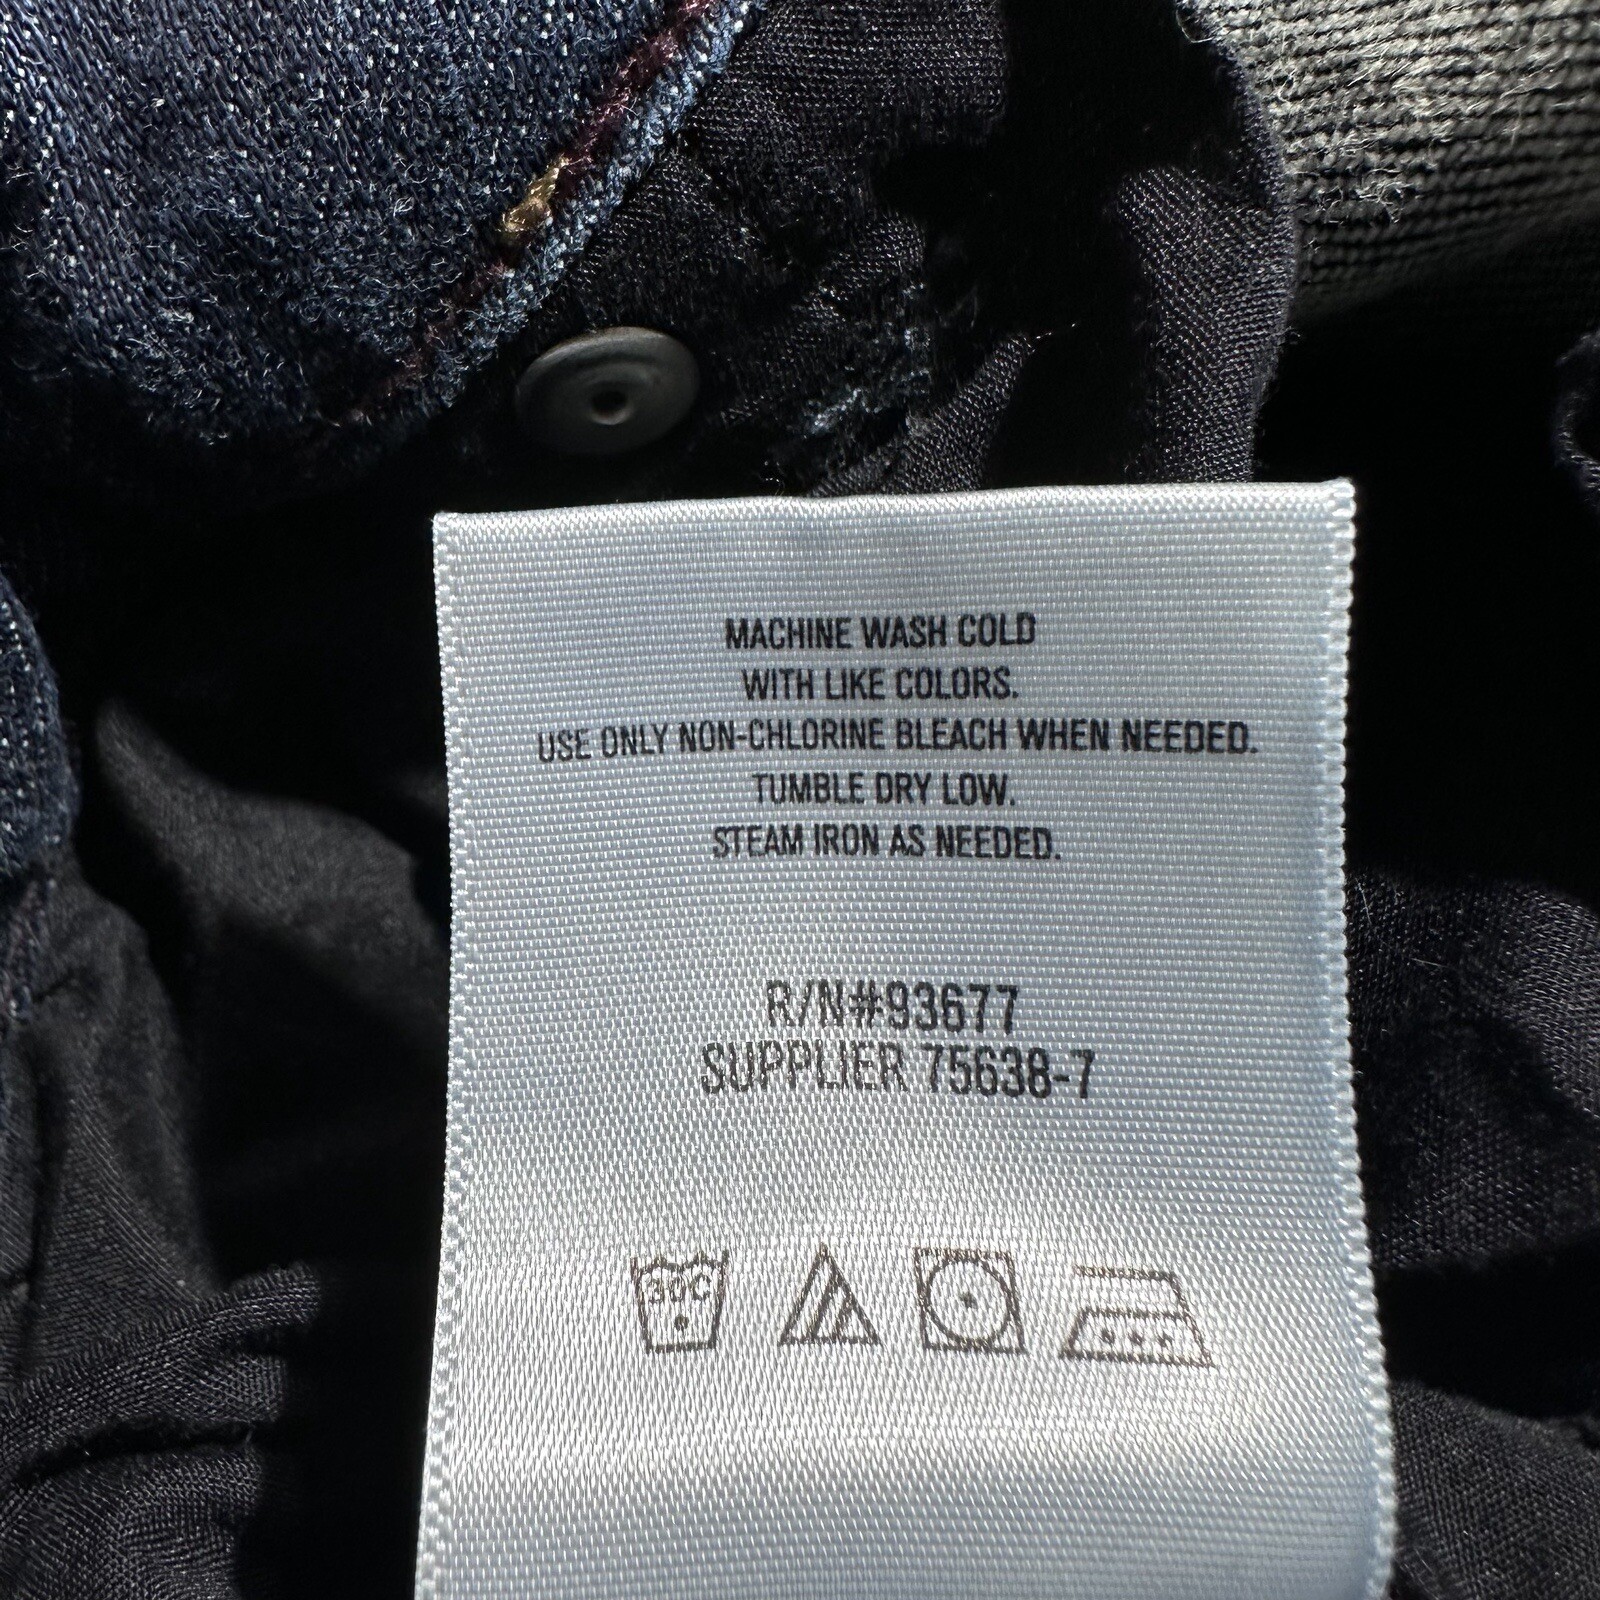 MACHINE WASH COLD
WITH LIKE COLORS.
USE ONLY NON-CHLORINE BLEACH WHEN NEEDED.
TUMBLE DRY LOW.
STEAM IRON AS NEEDED.
R/N#93677
SUPPLIER 75638-7
30C